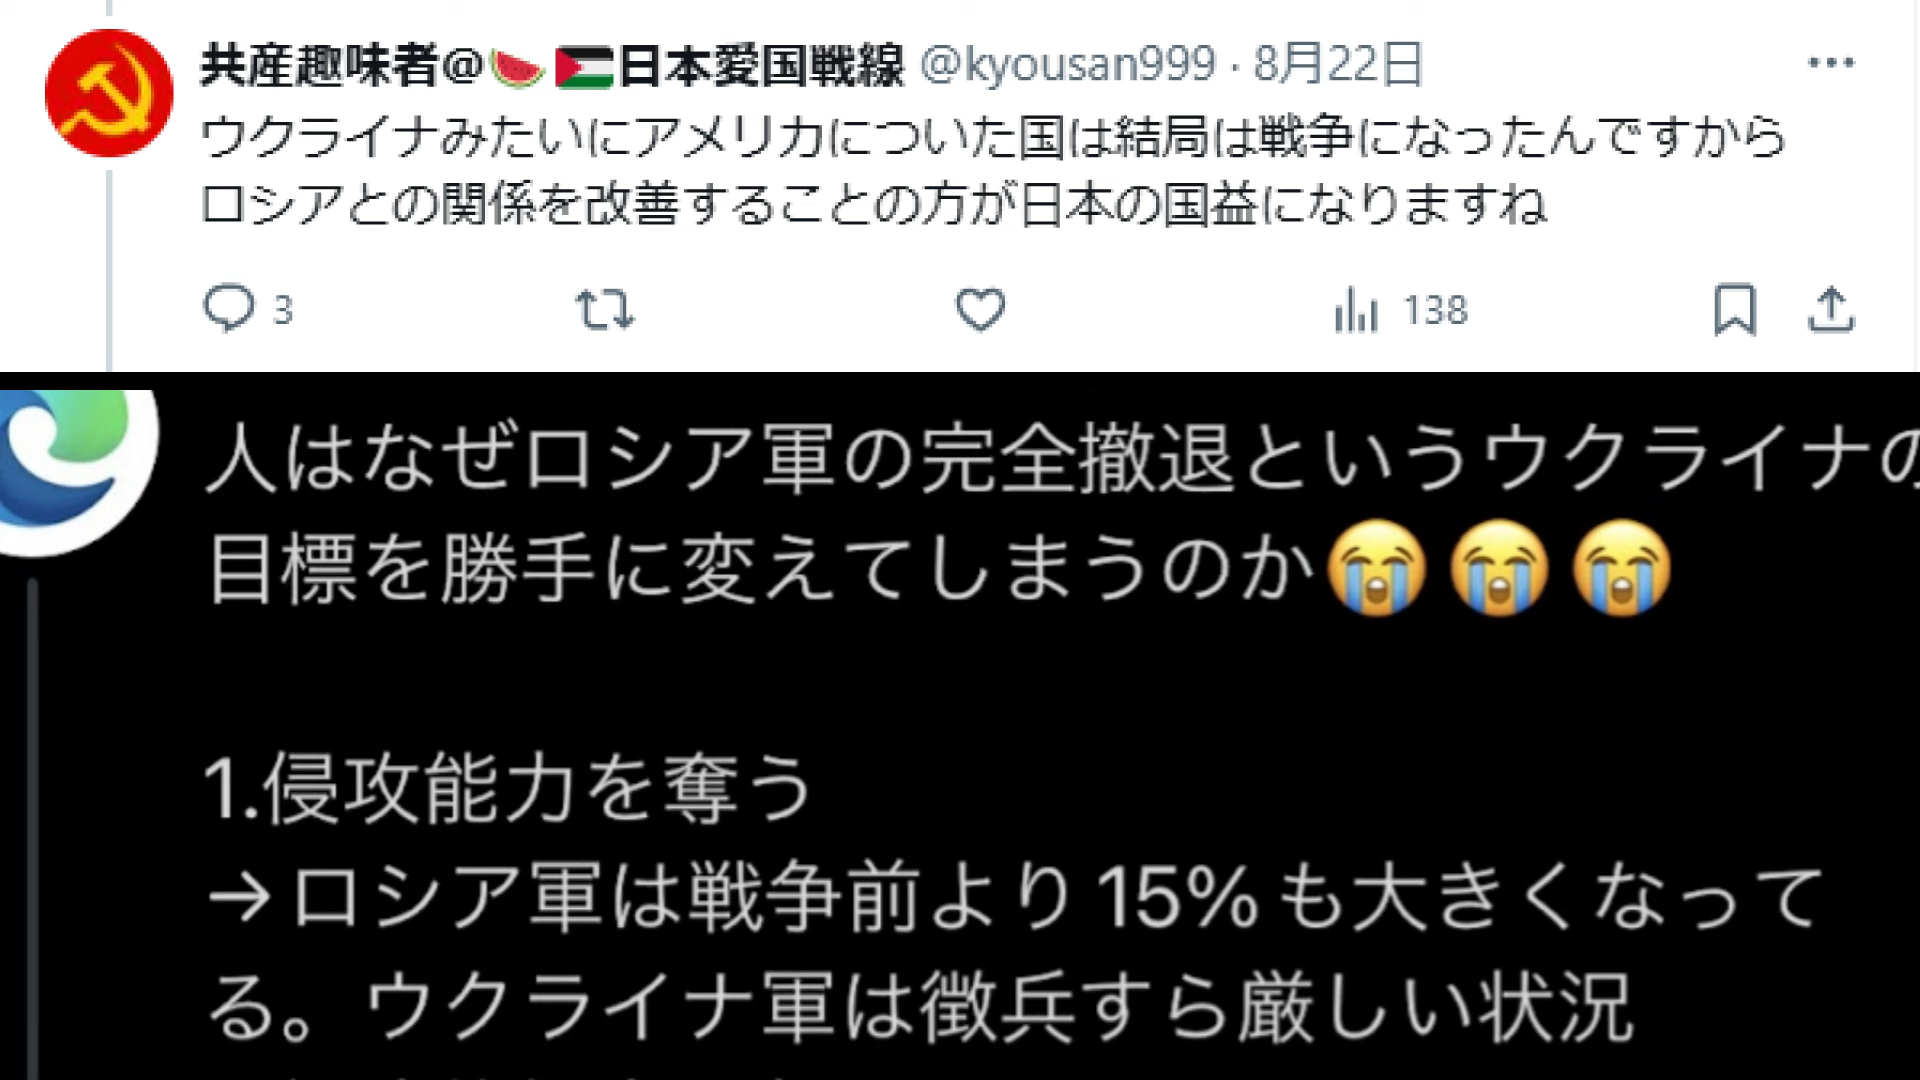 共産趣味者@🍉🇵🇸日本愛国戦線 @kyousan999 · 8月22日
ウクライナみたいにアメリカについた国は結局は戦争になったんですから
ロシアとの関係を改善することの方が日本の国益になりますね
3 138
人はなぜロシア軍の完全撤退というウクライナの
目標を勝手に変えてしまうのか😭😭😭
1.侵攻能力を奪う
→ロシア軍は戦争前より15%も大きくなって
る。ウクライナ軍は徴兵すら厳しい状況